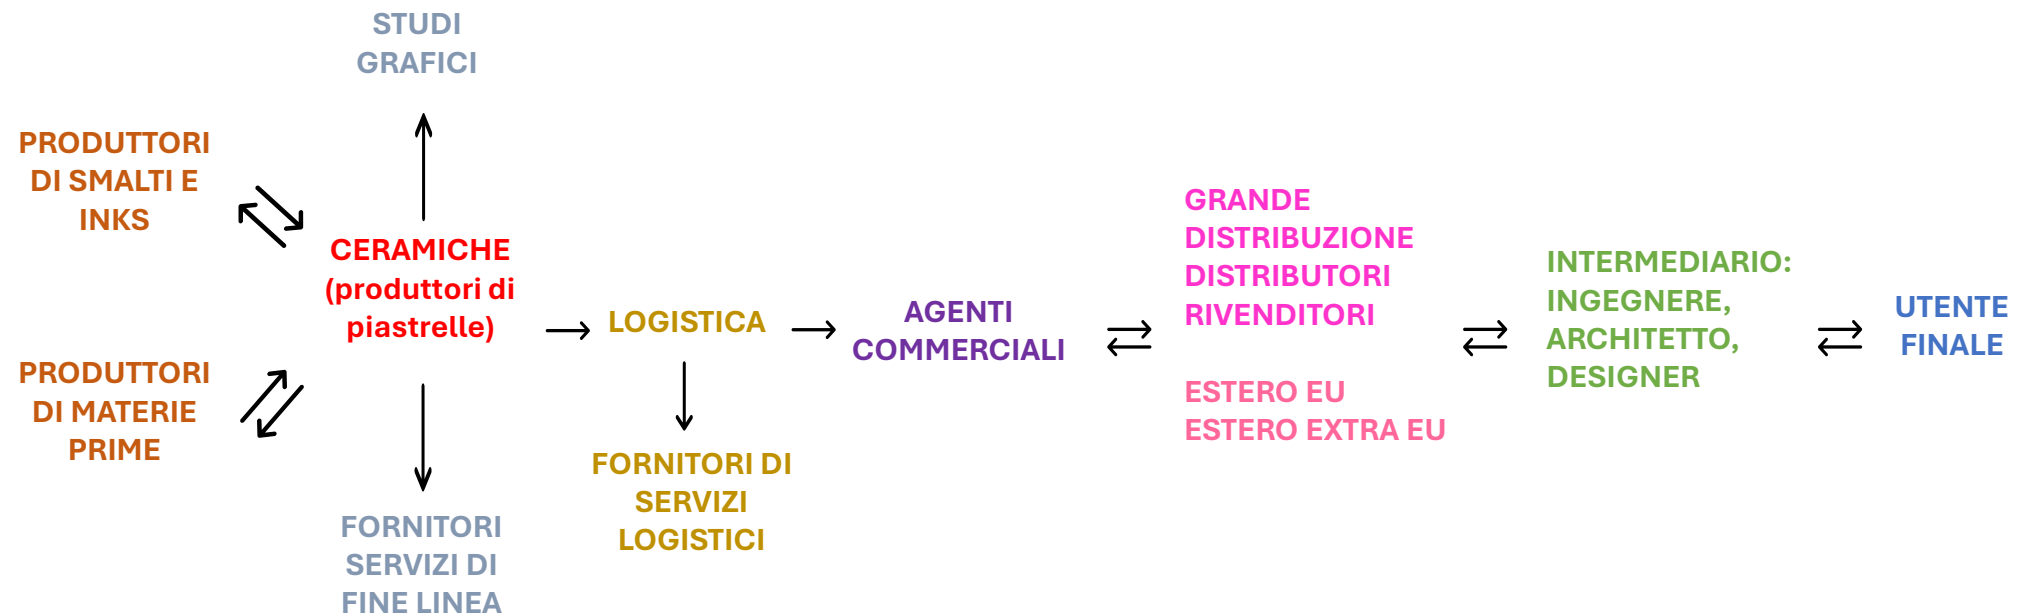 STUDI
GRAFICI
PRODUTTORI
DI SMALTI E
INKS
CERAMICHE
(produttori di
piastrelle)
PRODUTTORI
DI MATERIE
PRIME
FORNITORI
SERVIZI DI
FINE LINEA
LOGISTICA
FORNITORI DI
SERVIZI
LOGISTICI
AGENTI
COMMERCIALI
GRANDE
DISTRIBUZIONE
DISTRIBUTORI
RIVENDITORI
ESTERO EU
ESTERO EXTRA EU
INTERMEDIARIO:
INGEGNERE,
ARCHITETTO,
DESIGNER
UTENTE
FINALE